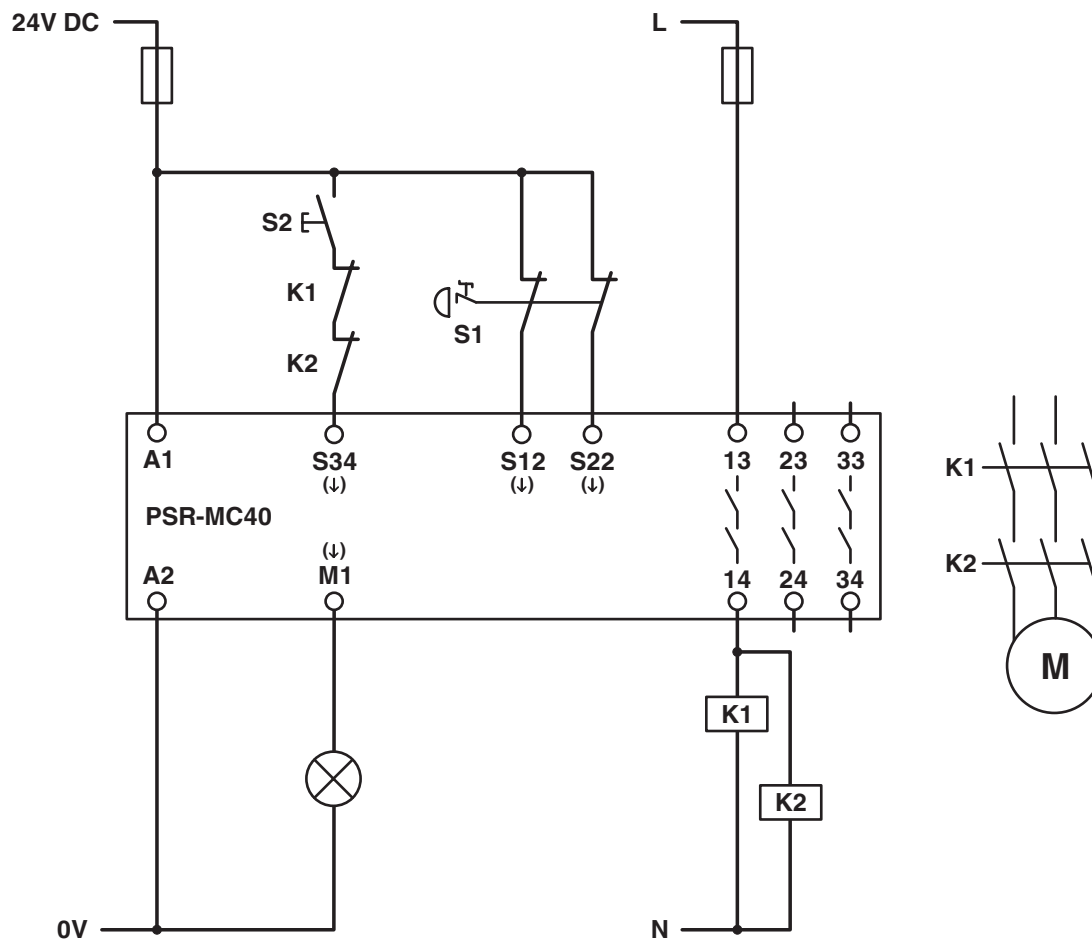 24V DC
L
S2
K1
S1
K2
A1
S34
S12
S22
13
23
33
(↓)
(↓)
(↓)
K1
PSR-MC40
(↓)
K2
A2
M1
14
24
34
M
K1
K2
0V
N